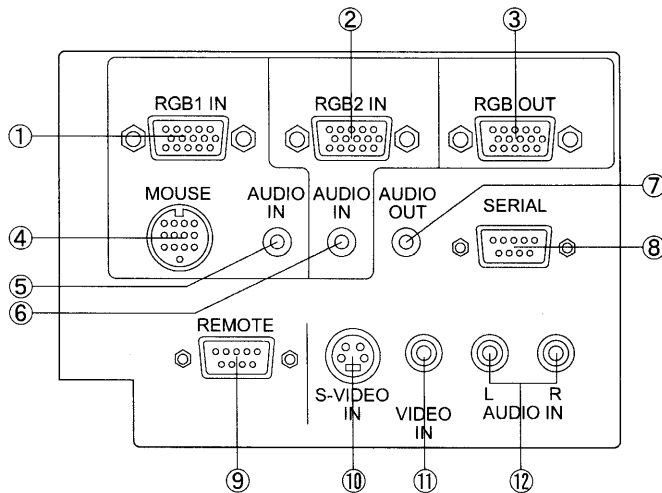 ② ③
RGB1 IN RGB2 IN RGB OUT
①
MOUSE AUDIO IN AUDIO IN AUDIO OUT SERIAL
⑦
④
⑧
⑤
⑥
REMOTE
S-VIDEO IN
VIDEO IN
L R
AUDIO IN
⑨ ⑩ ⑪ ⑫